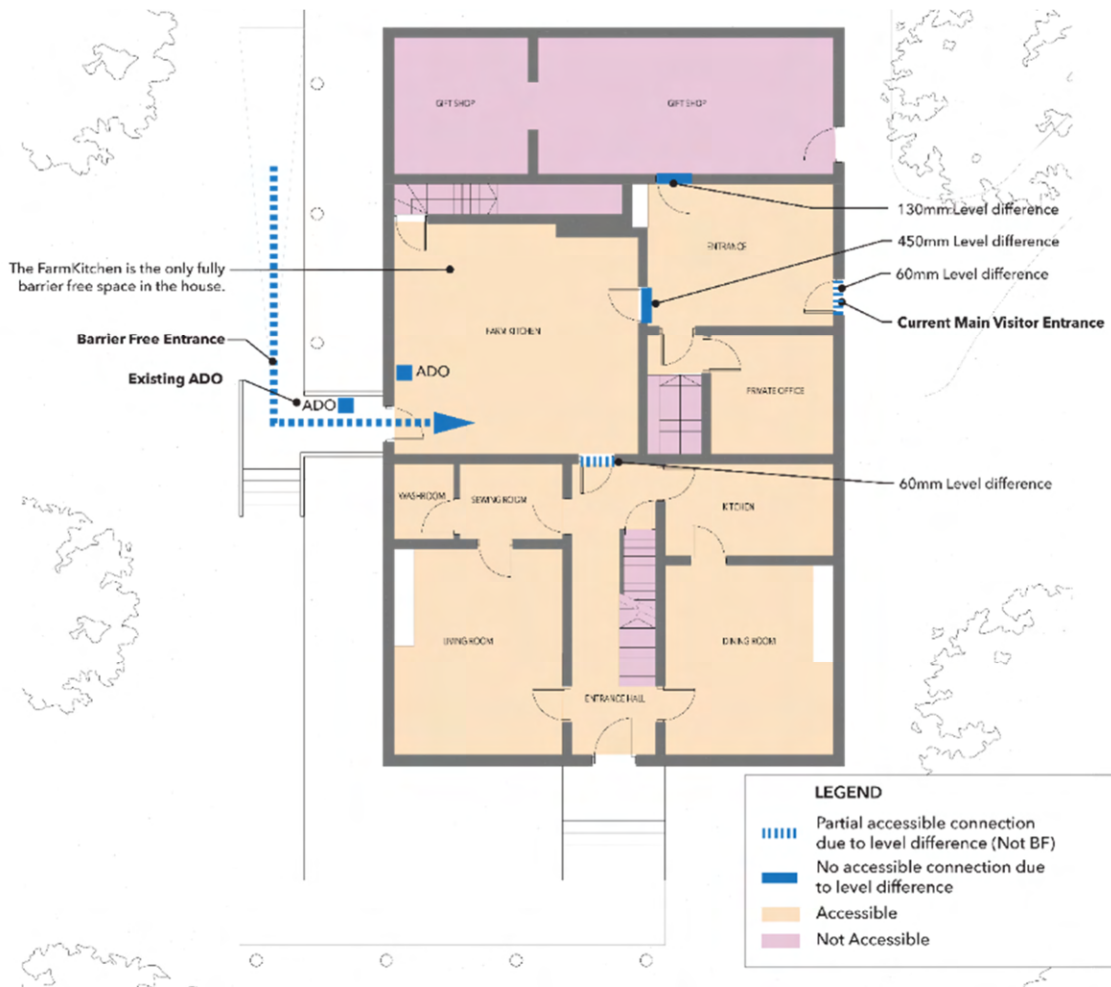 GIFT SHOP
GIFT SHOP
130mm Level difference
450mm Level difference
ENTRANCE
The FarmKitchen is the only fully
barrier free space in the house.
60mm Level difference
Current Main Visitor Entrance
FARM KITCHEN
Barrier Free Entrance
Existing ADO
ADO
ADO
PRIVATE OFFICE
60mm Level difference
WASHROOM
SEWING ROOM
KITCHEN
LIVING ROOM
DINING ROOM
ENTRANCE HALL
LEGEND
Partial accessible connection
due to level difference (Not BF)
No accessible connection due
to level difference
Accessible
Not Accessible